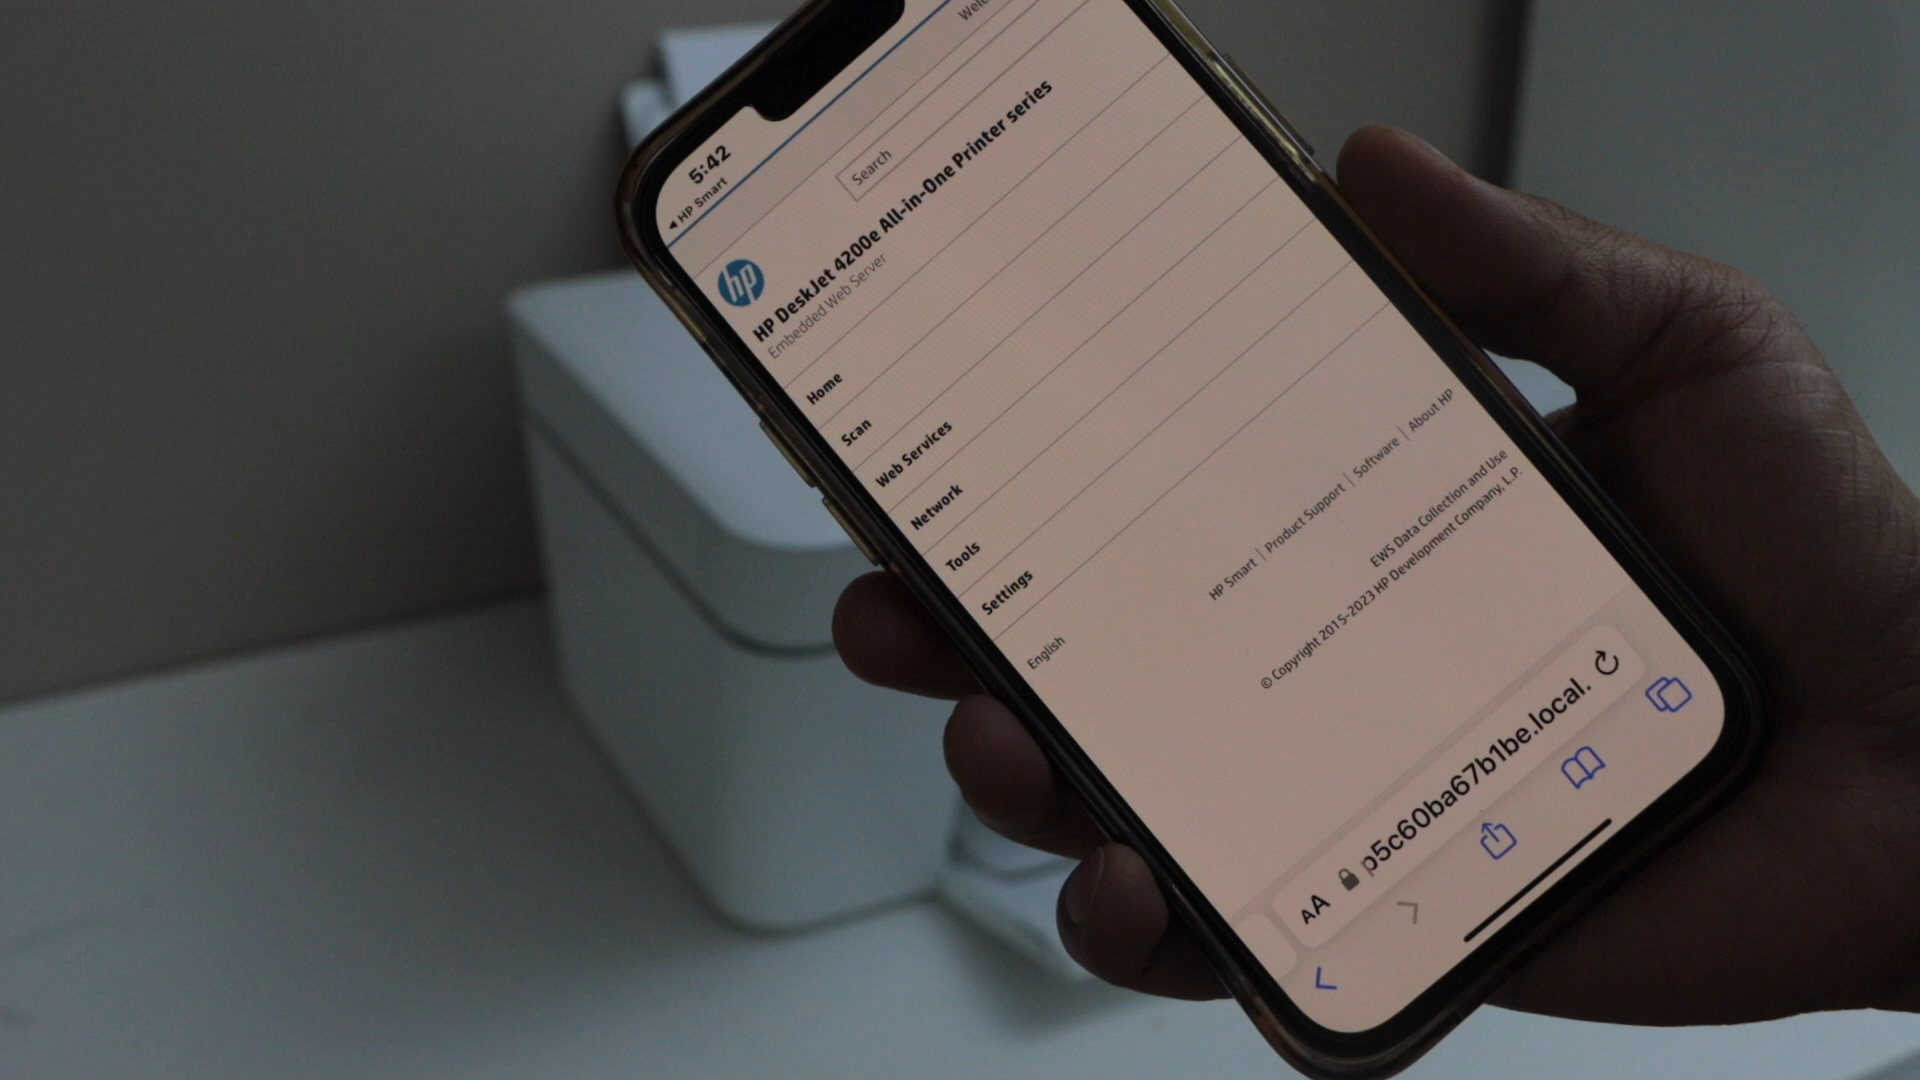 5:42
◀ HP Smart
Search
hp
HP DeskJet 4200e All-in-One Printer series
Embedded Web Server
Home
Scan
Web Services
Network
Tools
Settings
English
HP Smart | Product Support | Software | About HP
EWS Data Collection and Use
© Copyright 2015-2023 HP Development Company, L.P.
AA p5c60ba67b1be.local.